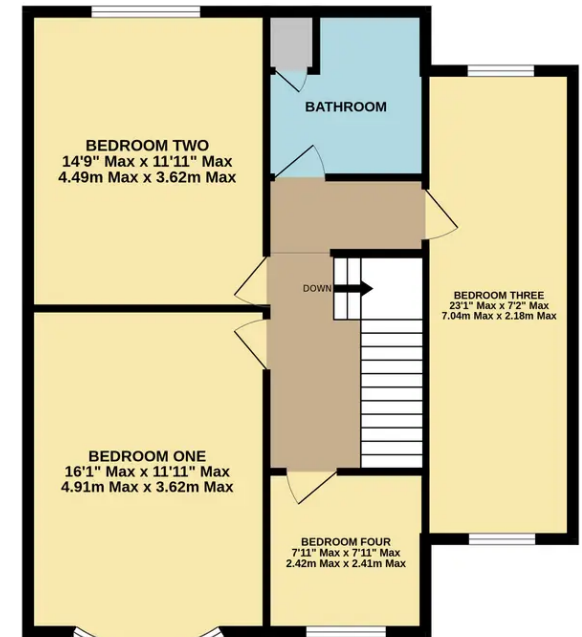 BATHROOM
BEDROOM TWO
14'9" Max x 11'11" Max
4.49m Max x 3.62m Max
DOWN
BEDROOM THREE
23'1" Max x 7'2" Max
7.04m Max x 2.18m Max
BEDROOM ONE
16'1" Max x 11'11" Max
4.91m Max x 3.62m Max
BEDROOM FOUR
7'11" Max x 7'11" Max
2.42m Max x 2.41m Max